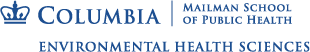 COLUMBIA
MAILMAN SCHOOL
OF PUBLIC HEALTH
ENVIRONMENTAL HEALTH SCIENCES